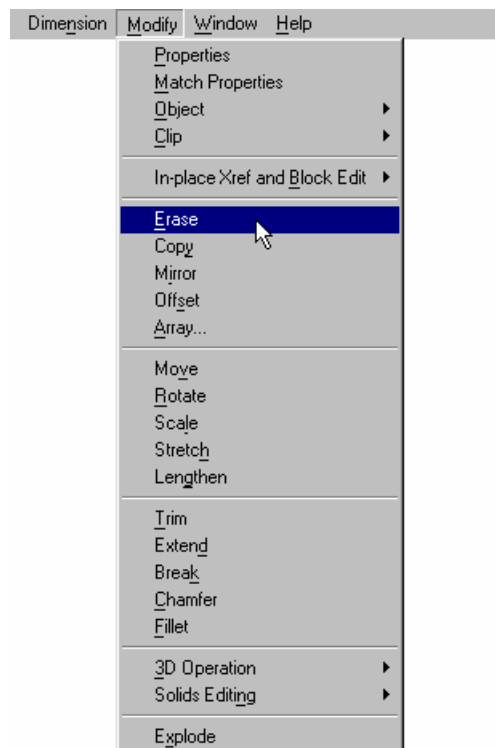 Dimension Modify Window Help
Properties
Match Properties
Object
Clip
In-place Xref and Block Edit
Erase
Copy
Mirror
Offset
Array...
Move
Rotate
Scale
Stretch
Lengthen
Trim
Extend
Break
Chamfer
Fillet
3D Operation
Solids Editing
Explode